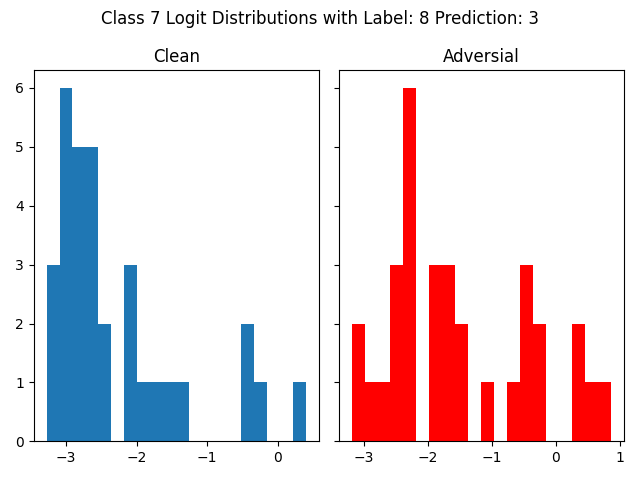 Class 7 Logit Distributions with Label: 8 Prediction: 3
Clean
Adversial
6
5
4
3
2
1
0
−3 −2 −1 0
−3 −2 −1 0 1